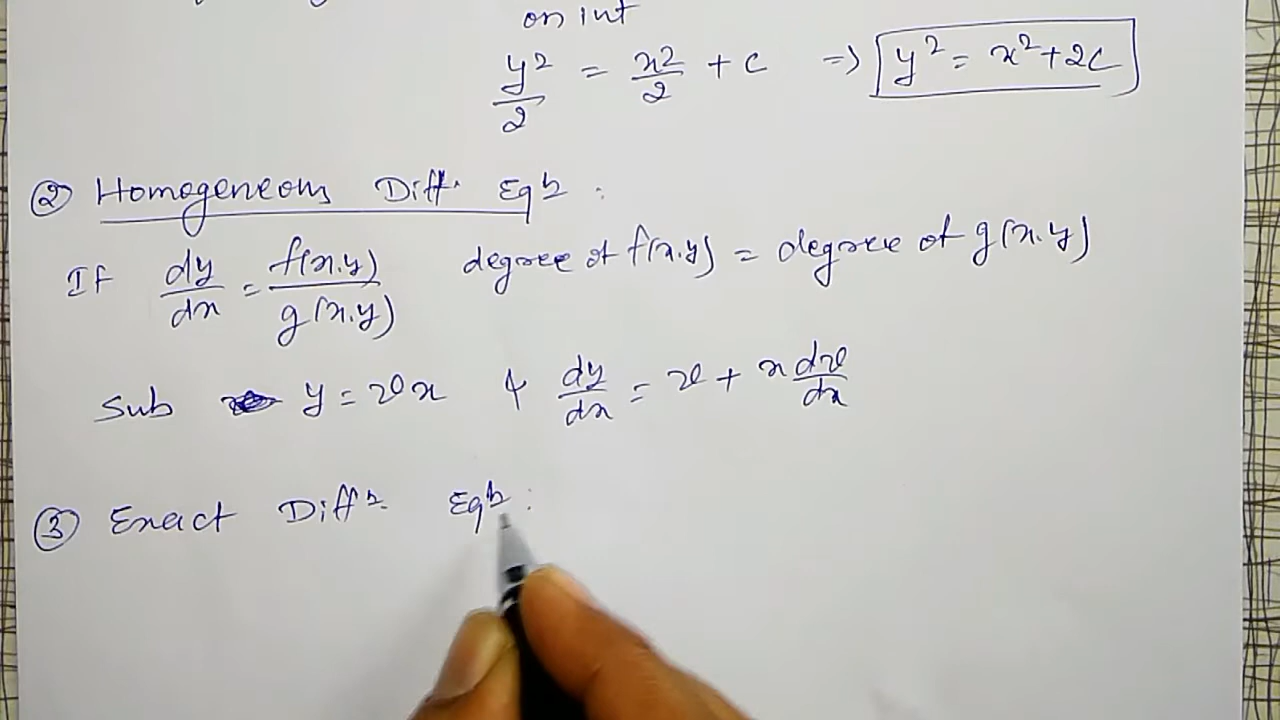 on int
y²/2 = x²/2 + c ⇒ y² = x² + 2c
② Homogeneous Diff. Eqn :
If dy/dx = f(x.y)/g(x.y) degree of f(x.y) = degree of g(x.y)
Sub y = vx & dy/dx = v + x dv/dx
③ Exact Diffn. Eqn :